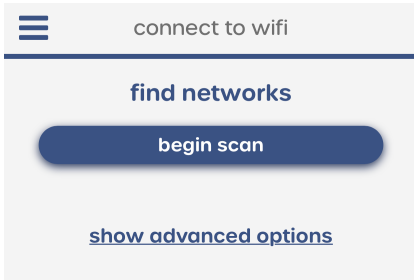 connect to wifi
find networks
begin scan
show advanced options